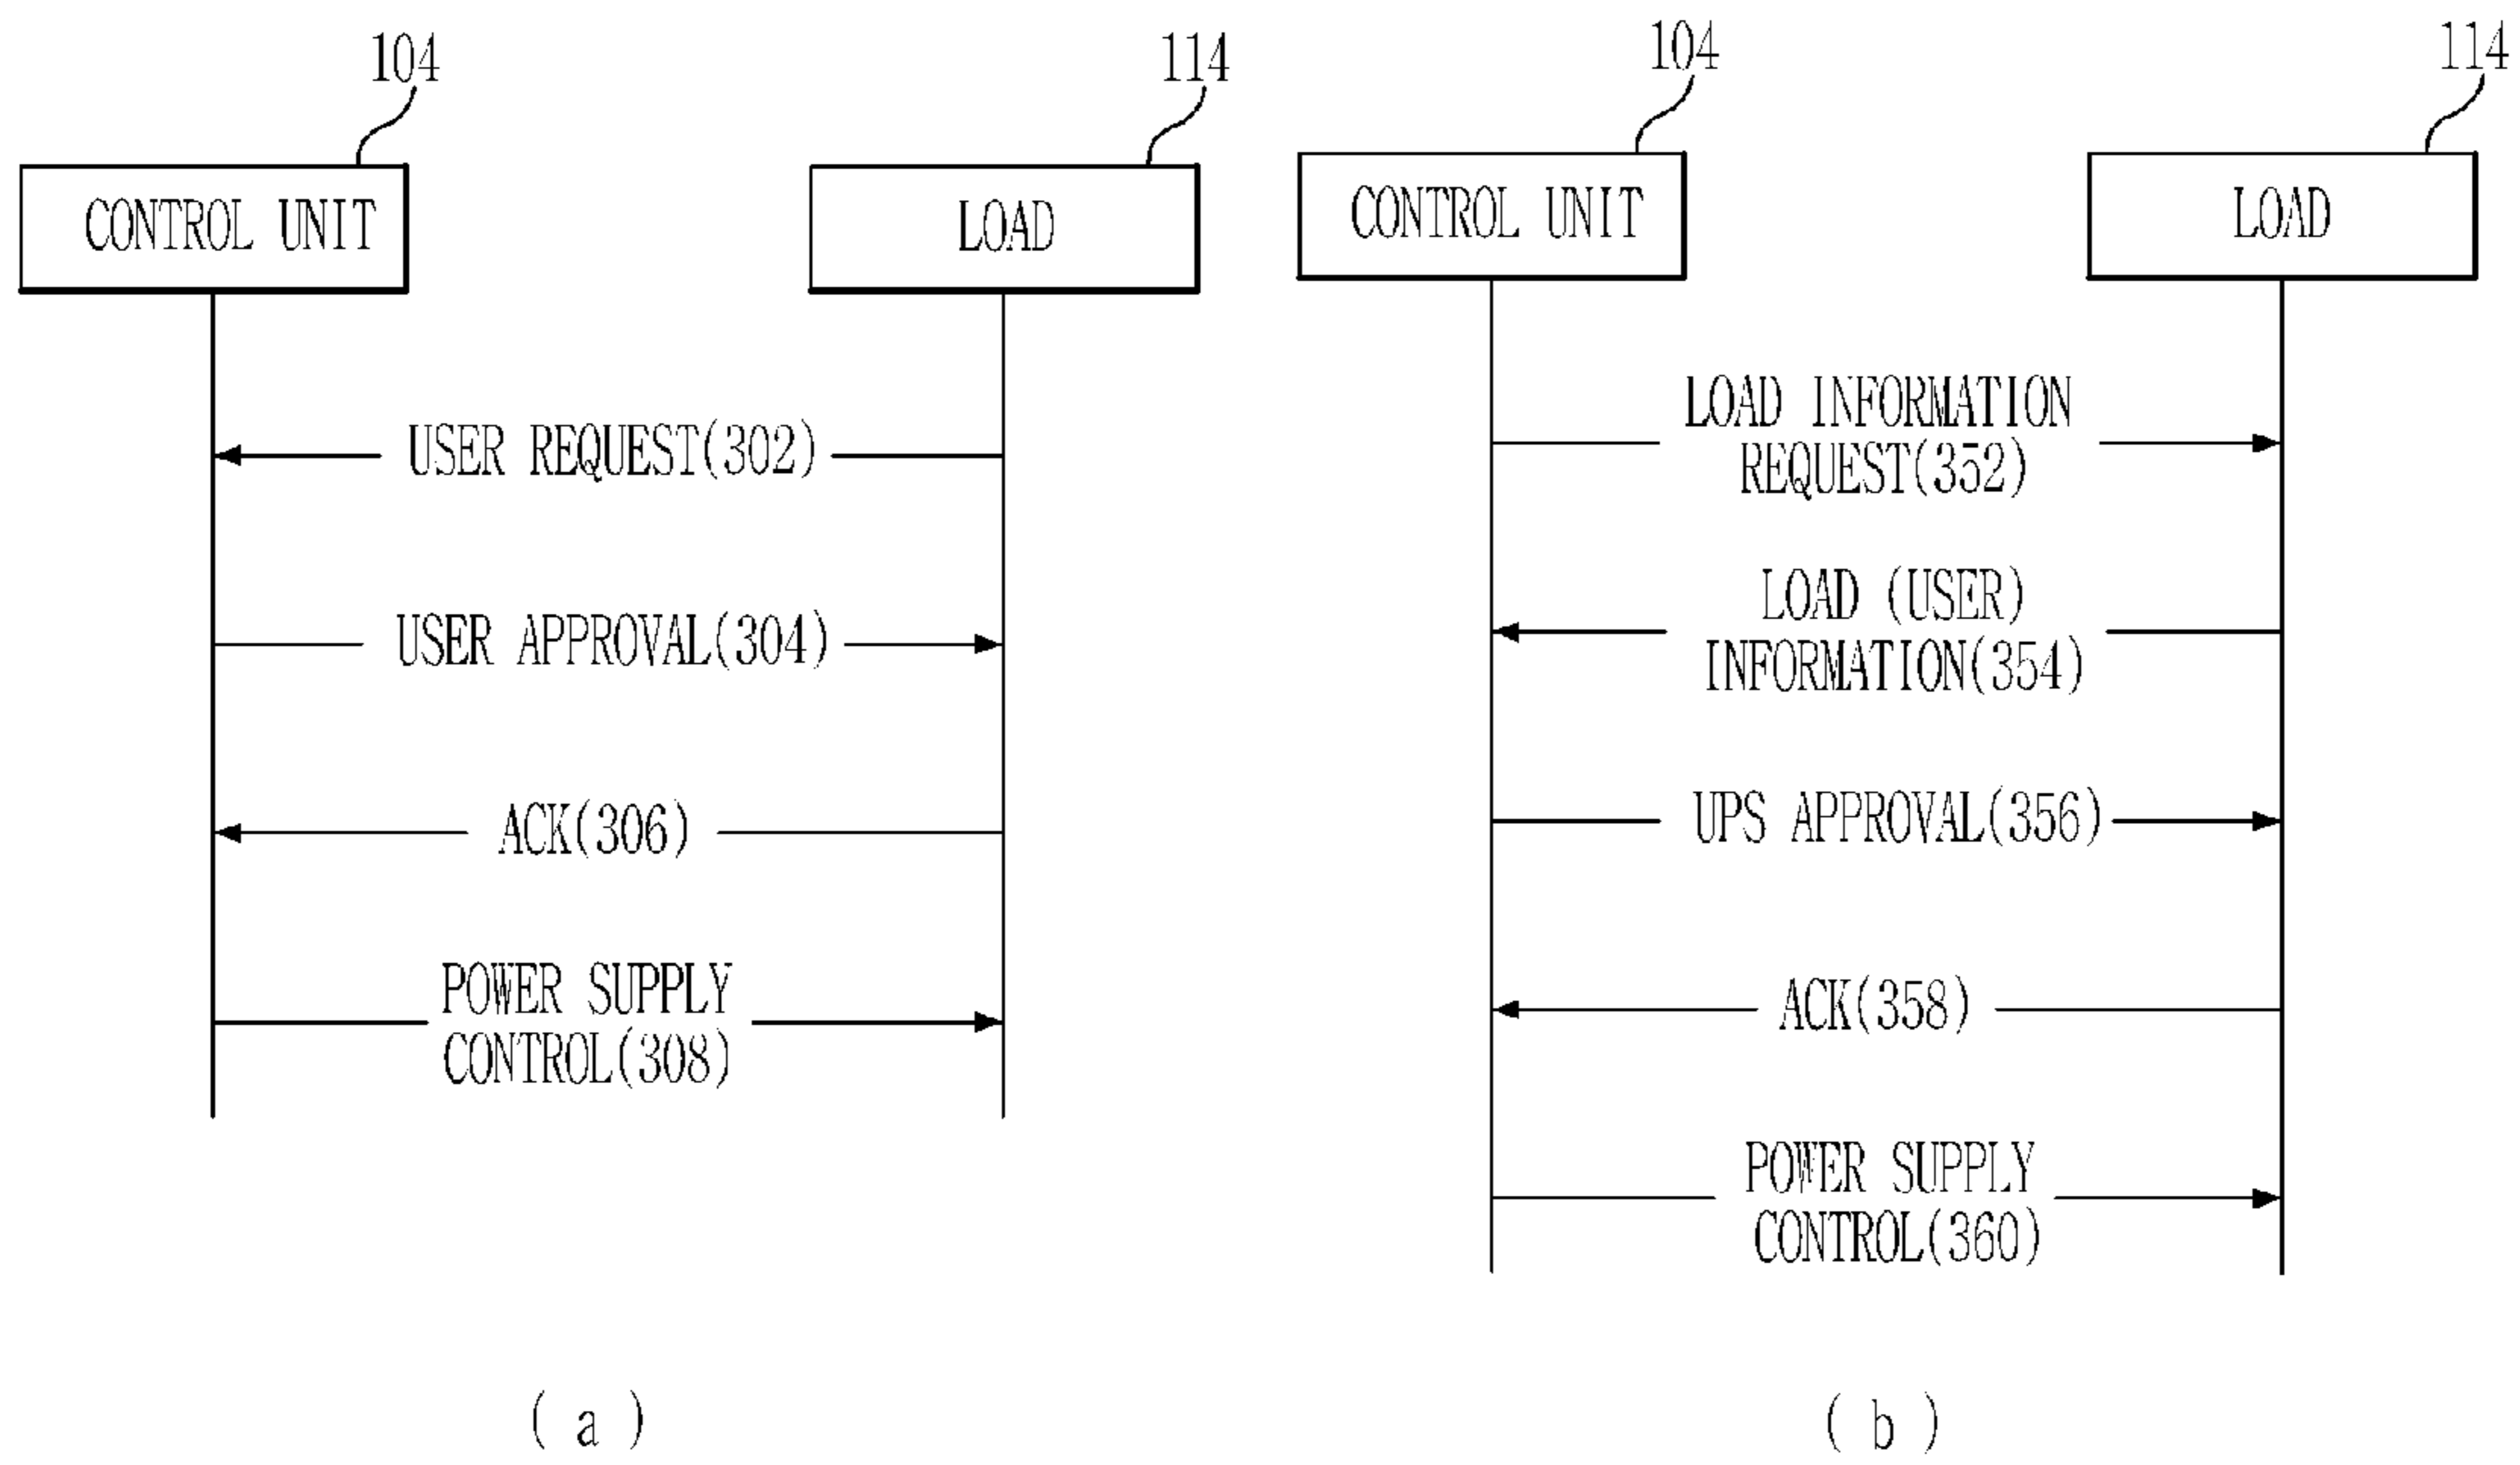 104
114
CONTROL UNIT
LOAD
USER REQUEST(302)
USER APPROVAL(304)
ACK(306)
POWER SUPPLY
CONTROL(308)
( a )
104
114
CONTROL UNIT
LOAD
LOAD INFORMATION
REQUEST(352)
LOAD (USER)
INFORMATION(354)
UPS APPROVAL(356)
ACK(358)
POWER SUPPLY
CONTROL(360)
( b )